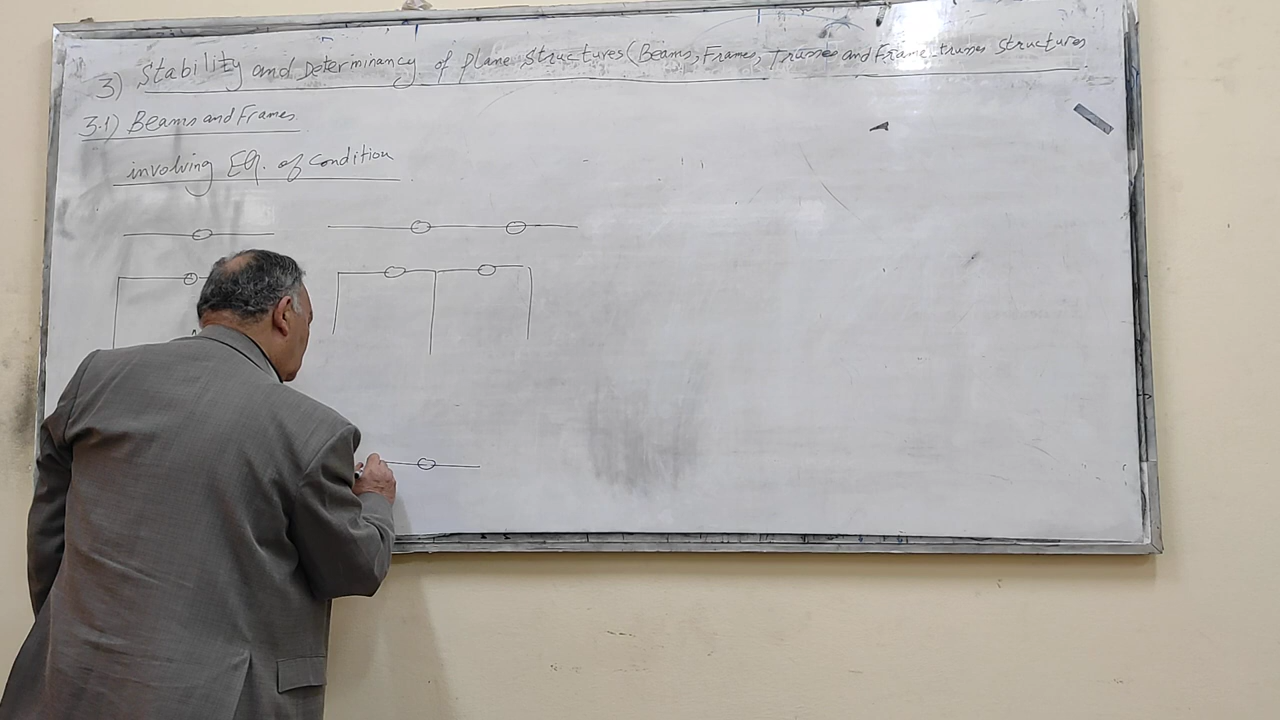 3) Stability and Determinancy of plane structures (Beams, Frames, Trusses and Frame trusses structures
3.1) Beams and Frames.
involving EQ. of condition